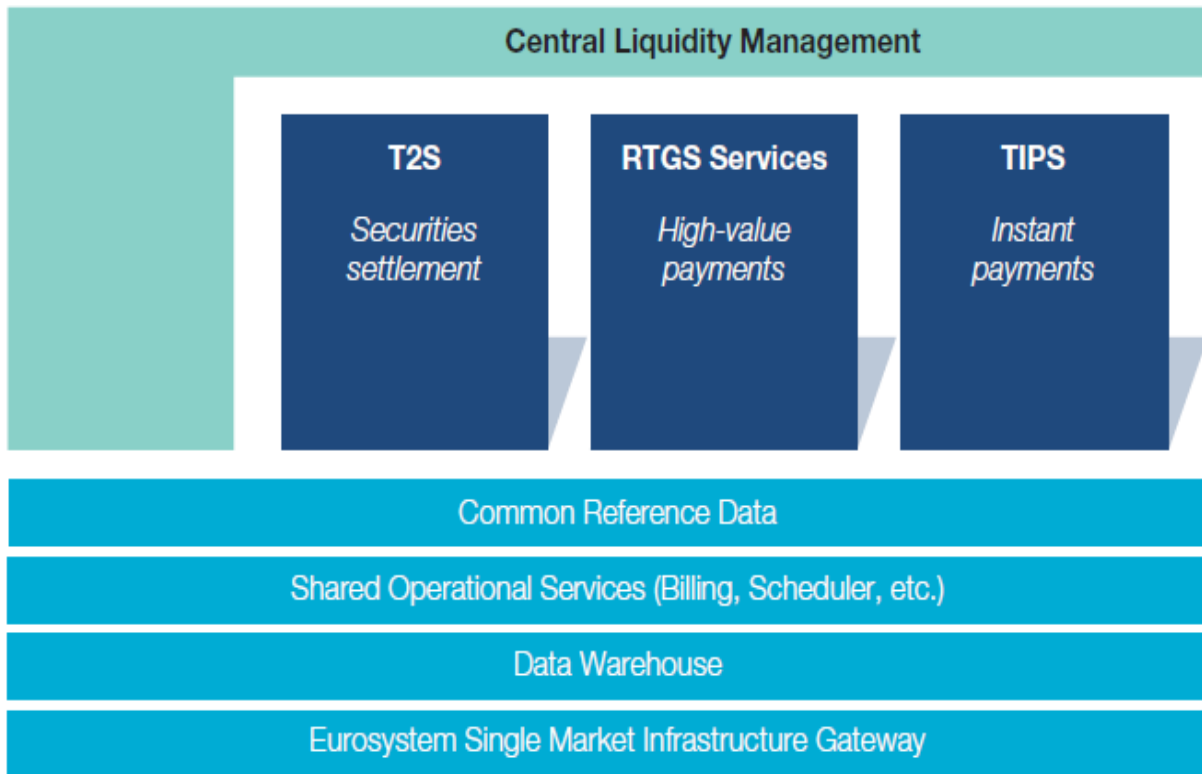 Central Liquidity Management
T2S
Securities
settlement
RTGS Services
High-value
payments
TIPS
Instant
payments
Common Reference Data
Shared Operational Services (Billing, Scheduler, etc.)
Data Warehouse
Eurosystem Single Market Infrastructure Gateway